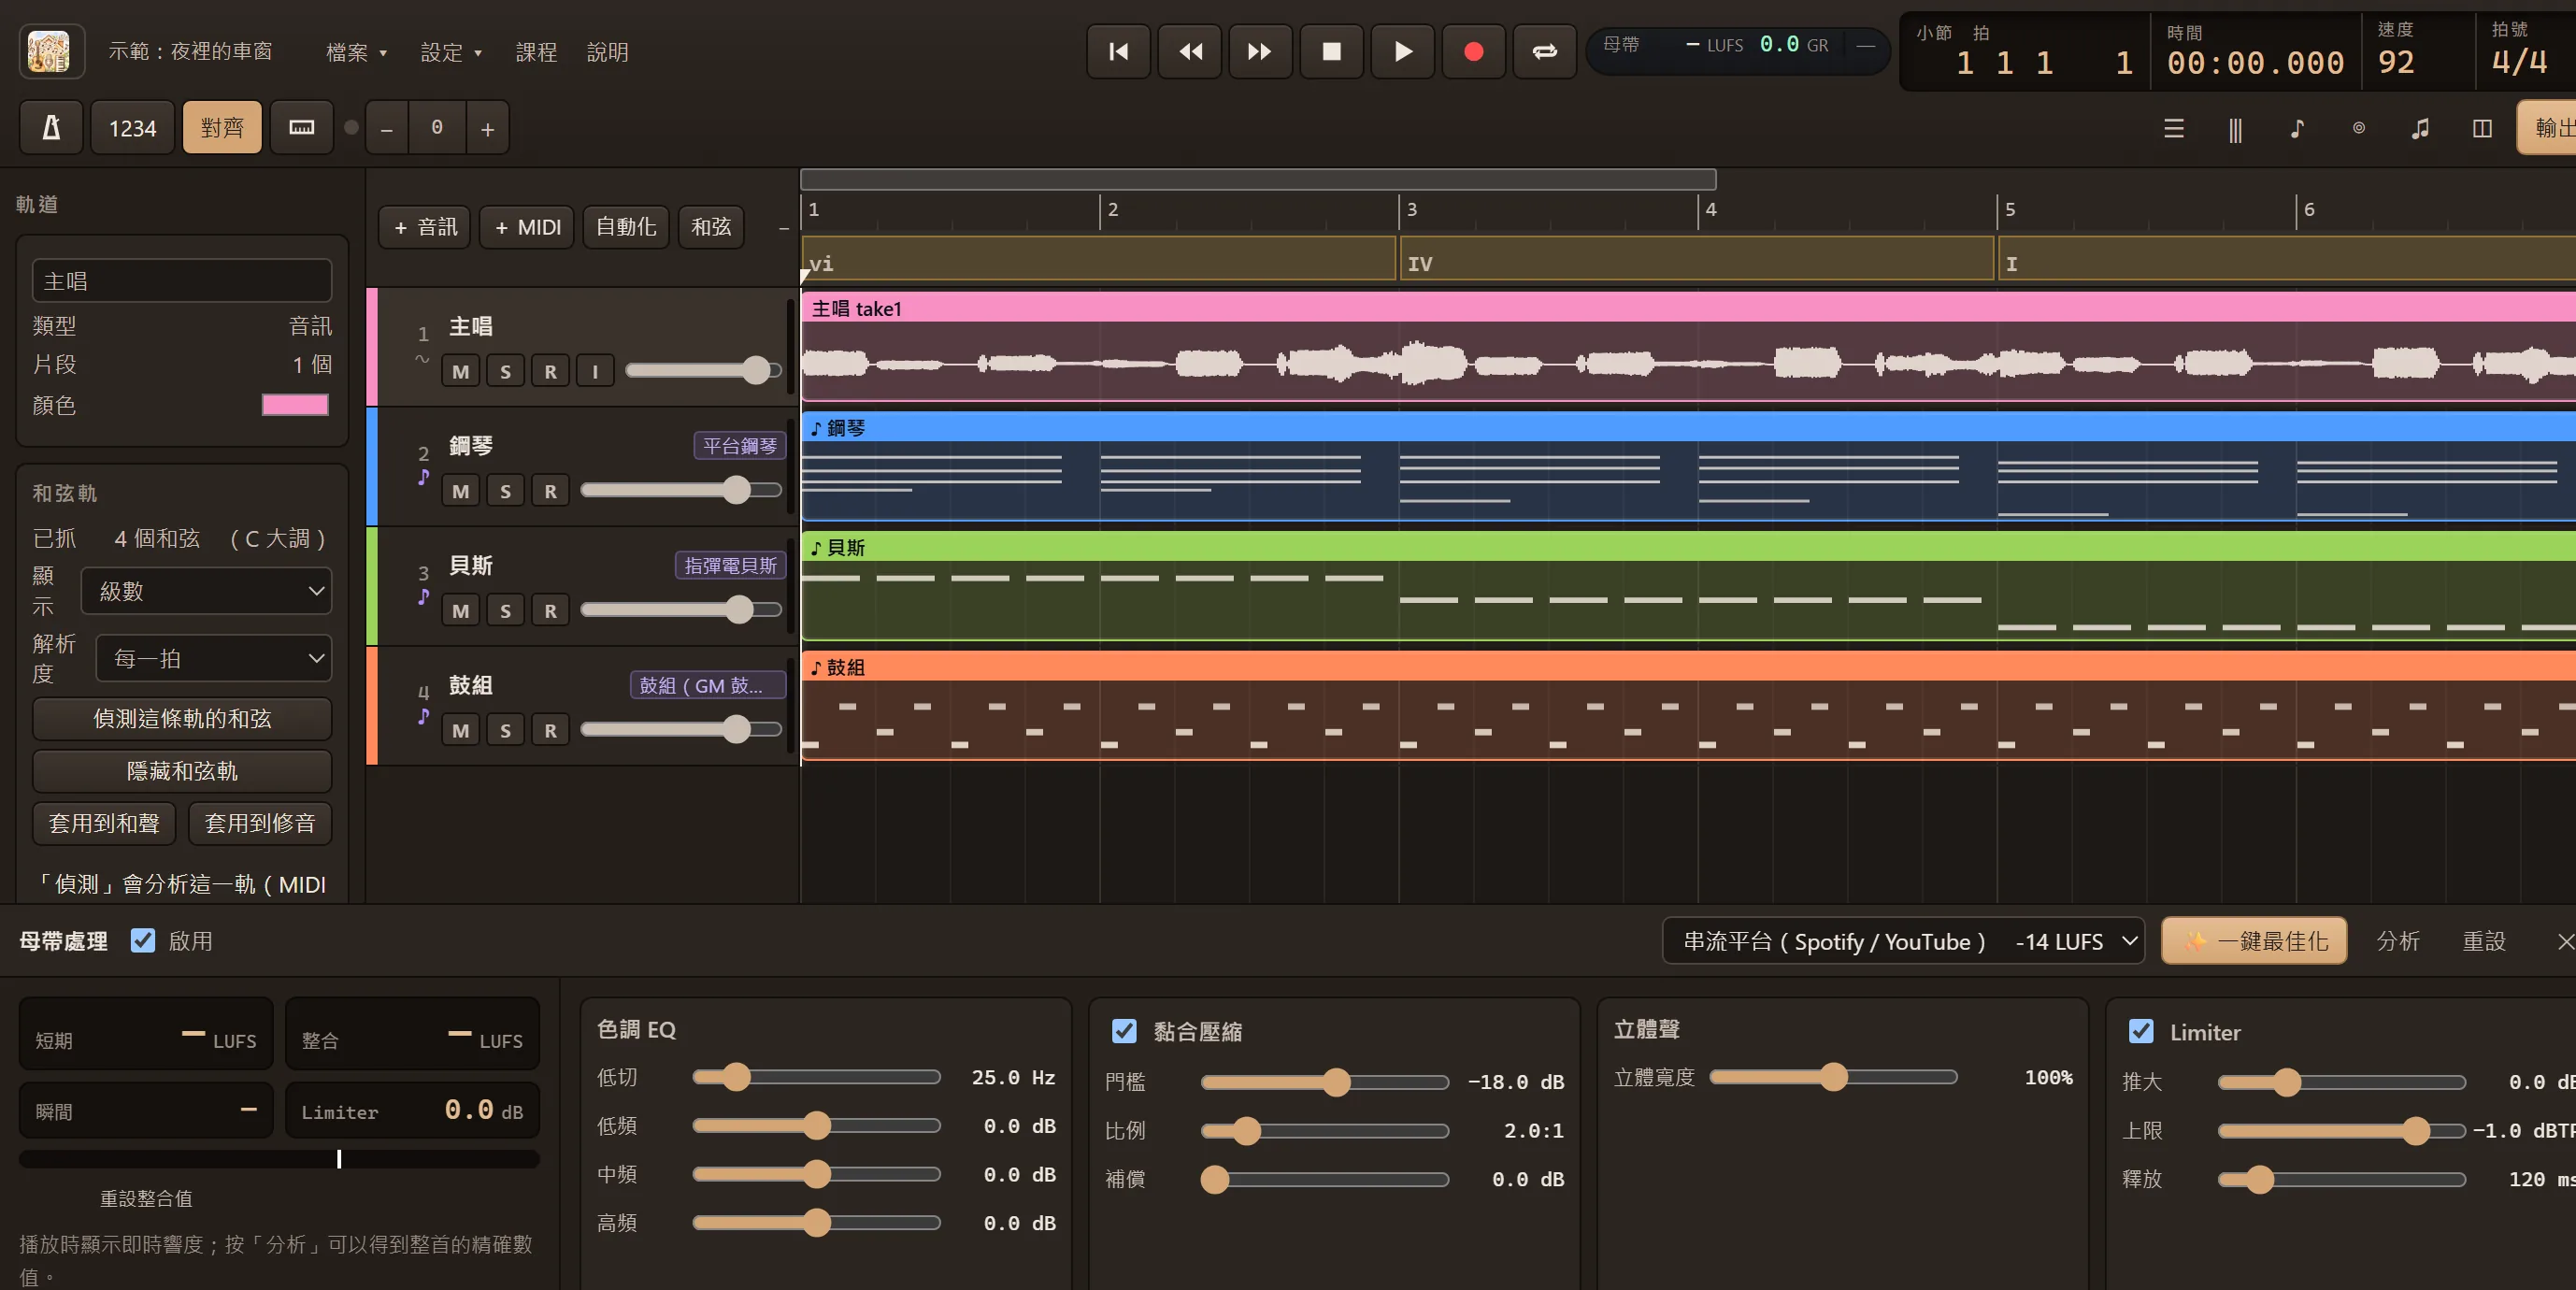 示範：夜裡的車窗 檔案 ▾ 設定 ▾ 課程 說明
母帶 – LUFS 0.0 GR —
小節 拍 1 1 1 1
時間 00:00.000
速度 92
拍號 4/4
1234 對齊 – 0 +
輸出
軌道
主唱
類型 音訊
片段 1 個
顏色
和弦軌
已抓 4 個和弦 （C 大調）
顯示 級數
解析度 每一拍
偵測這條軌的和弦
隱藏和弦軌
套用到和聲 套用到修音
「偵測」會分析這一軌（MIDI
+ 音訊 + MIDI 自動化 和弦 –
1 2 3 4 5 6
vi IV I
1 主唱
M S R I
主唱 take1
2 鋼琴 平台鋼琴
M S R
♪ 鋼琴
3 貝斯 指彈電貝斯
M S R
♪ 貝斯
4 鼓組 鼓組（GM 鼓...
M S R
♪ 鼓組
母帶處理 啟用
串流平台（Spotify / YouTube） -14 LUFS
✨ 一鍵最佳化 分析 重設 ×
短期 – LUFS
整合 – LUFS
瞬間 –
Limiter 0.0 dB
重設整合值
播放時顯示即時響度；按「分析」可以得到整首的精確數
值。
色調 EQ
低切 25.0 Hz
低頻 0.0 dB
中頻 0.0 dB
高頻 0.0 dB
黏合壓縮
門檻 −18.0 dB
比例 2.0:1
補償 0.0 dB
立體聲
立體寬度 100%
Limiter
推大 0.0 dB
上限 −1.0 dBTP
釋放 120 ms